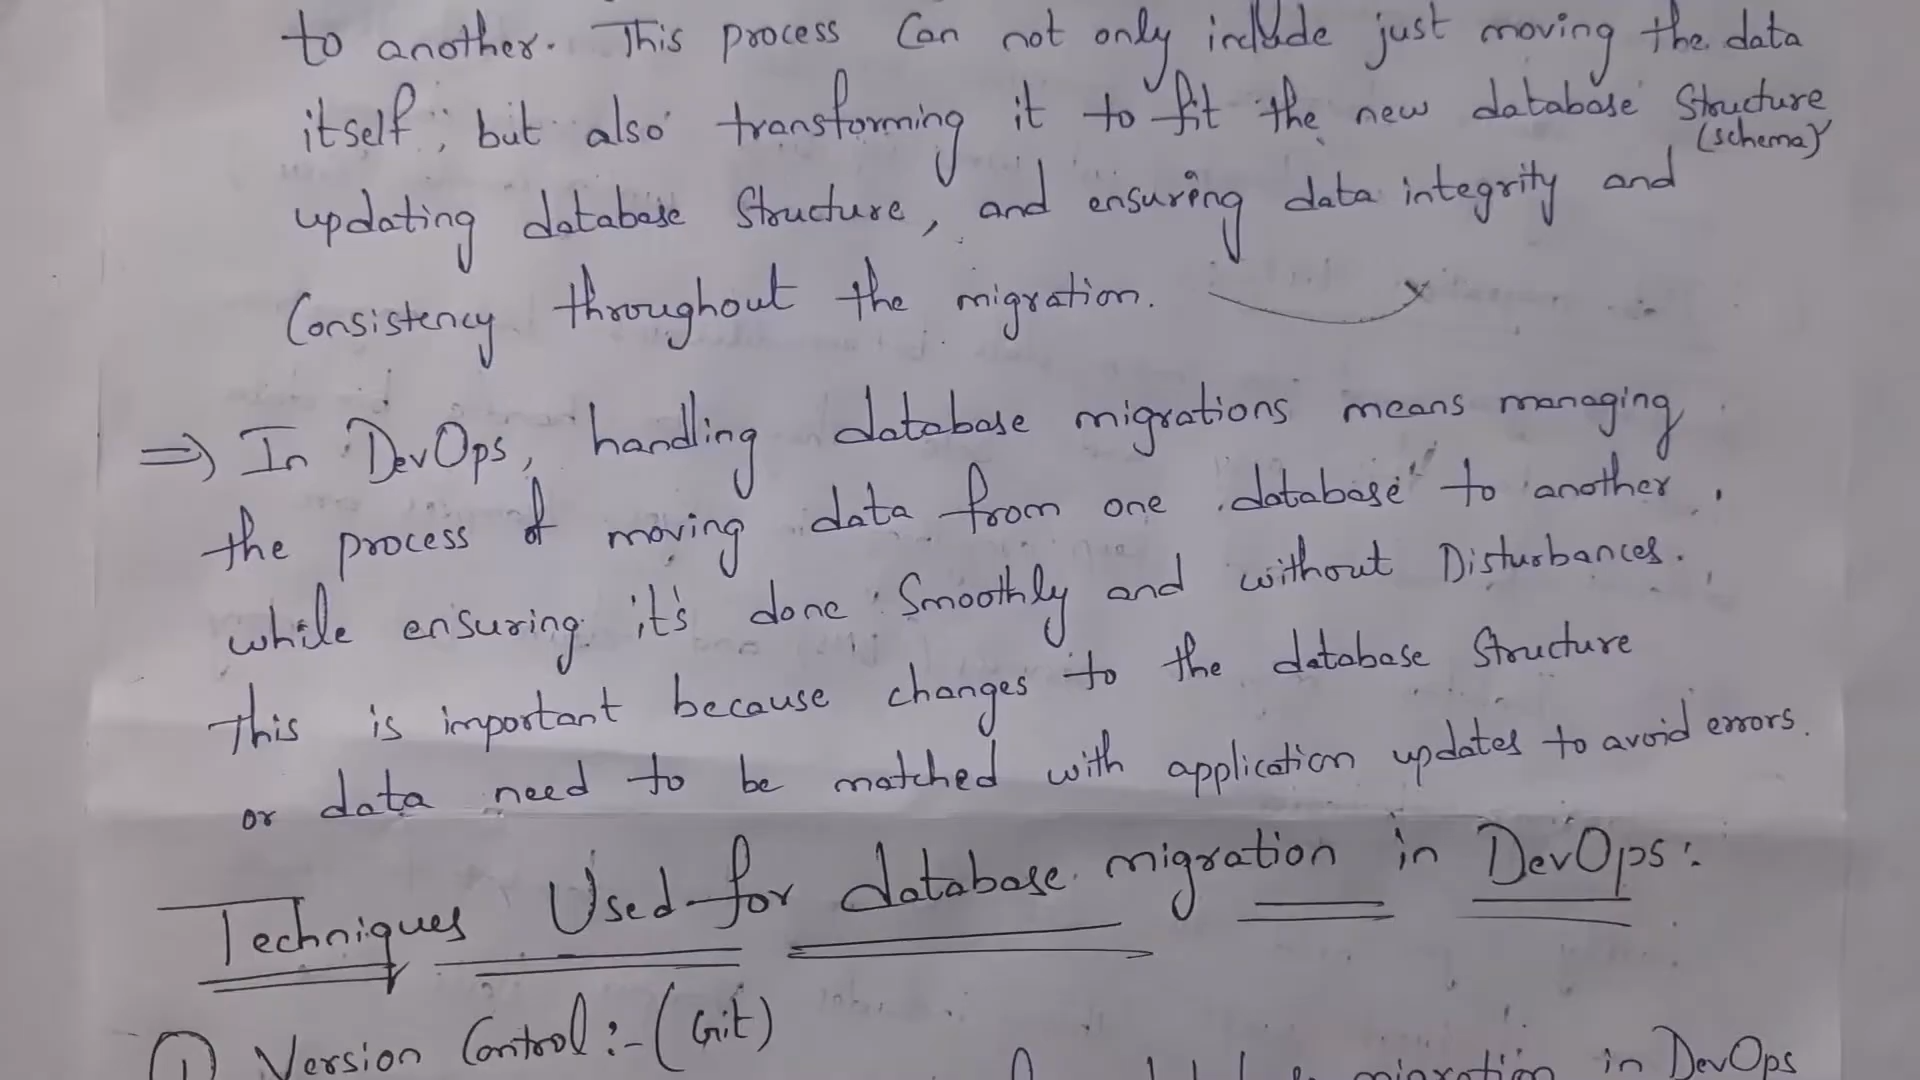 to another. This process Can not only include just moving the data
itself, but also transforming it to fit the new database Structure
(schema)
updating database Structure, and ensuring data integrity and
Consistency throughout the migration.
=> In DevOps, handling database migrations means managing
the process of moving data from one database to another
while ensuring it's done Smoothly and without Disturbances.
This is important because changes to the database Structure
or data need to be matched with application updates to avoid errors.
Techniques Used for database migration in DevOps:
① Version Control:- (Git)
migration in DevOps